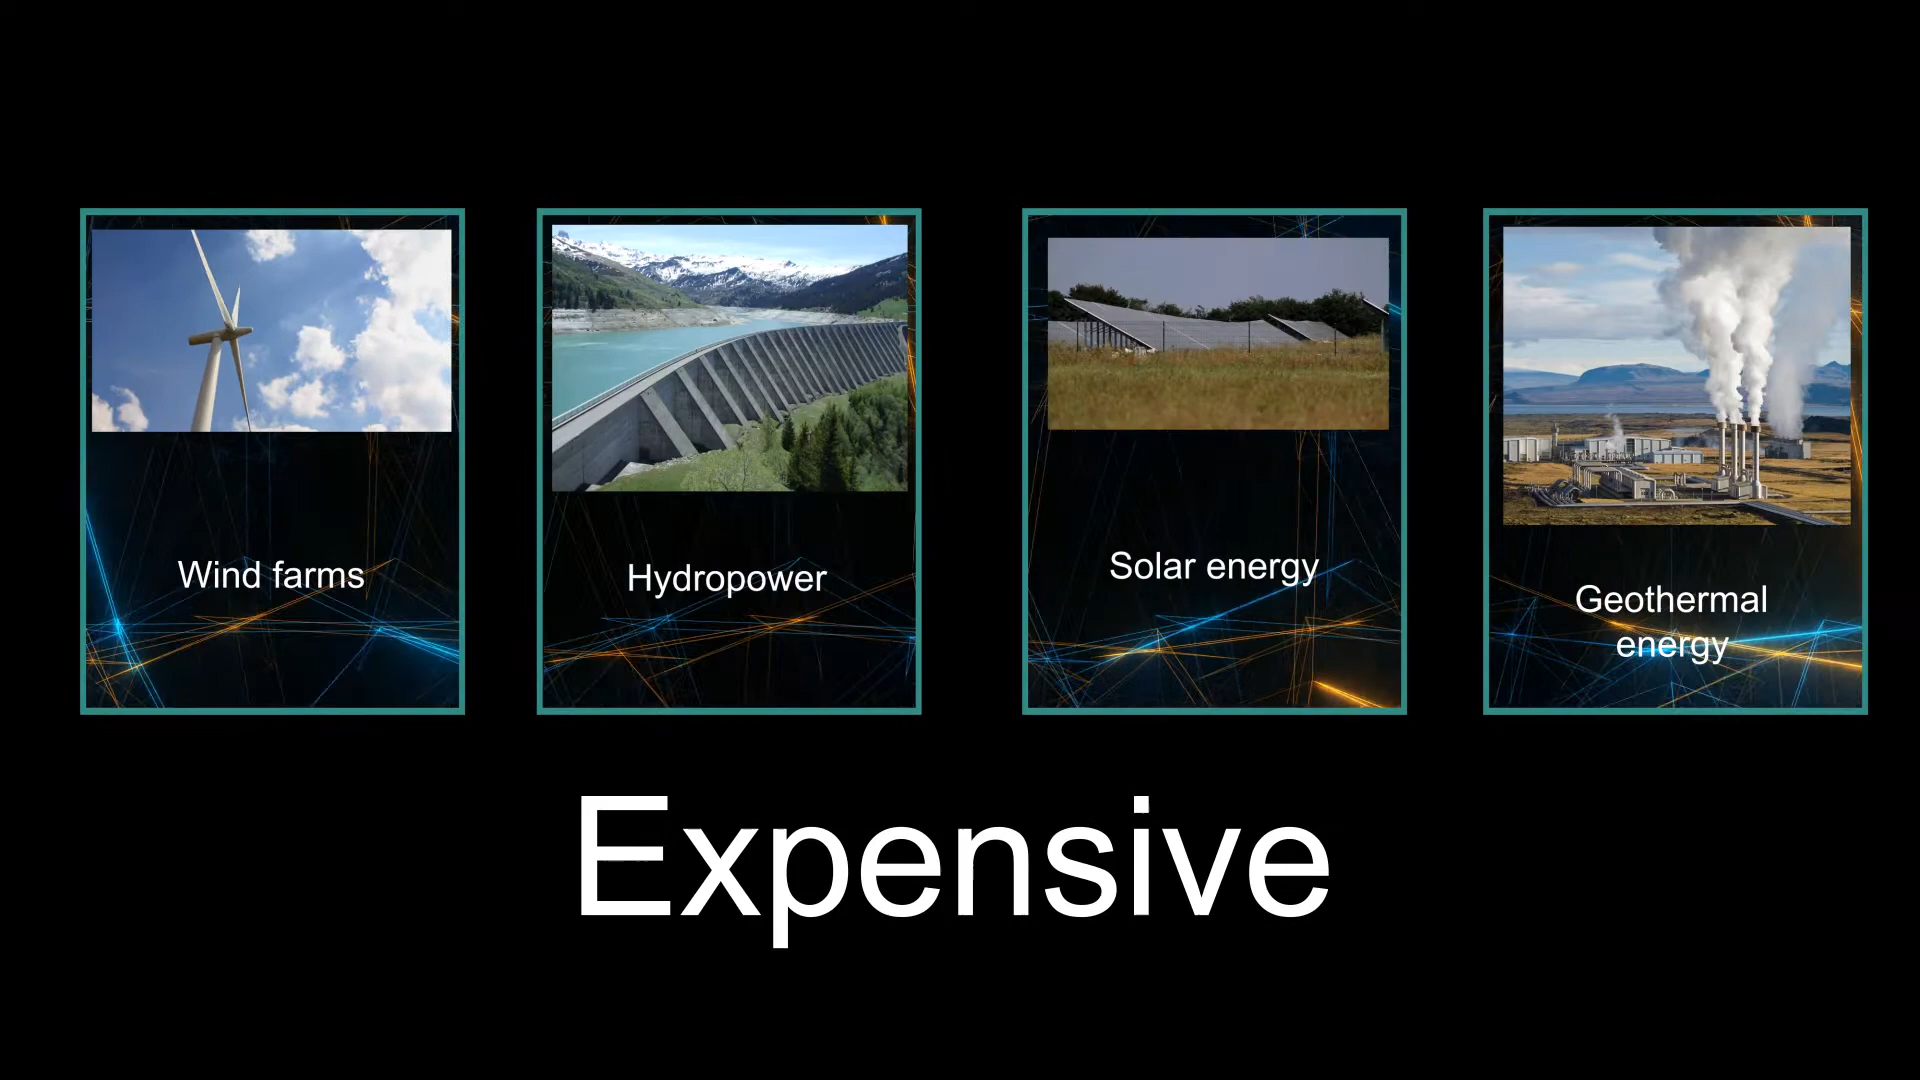 Wind farms
Hydropower
Solar energy
Geothermal
energy
Expensive